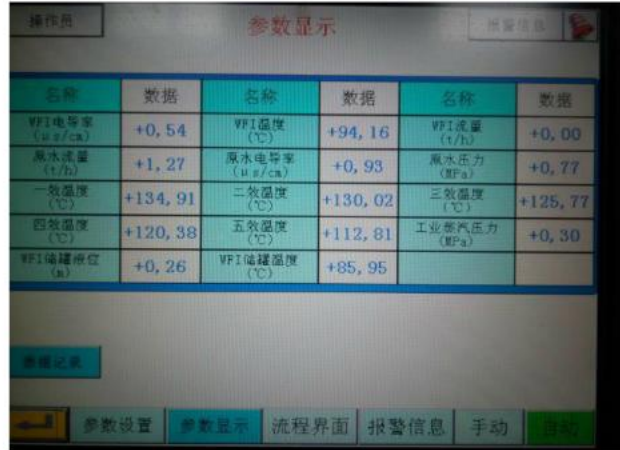 操作员
参数显示
报警信息
名称 数据 名称 数据 名称 数据
WFI电导率 +0,54 WFI温度 +94,16 WFI流量 +0,00
(μs/cm) (℃) (t/h)
原水流量 +1,27 原水电导率 +0,93 原水压力 +0,77
(t/h) (μs/cm) (MPa)
一效温度 +134,91 二效温度 +130,02 三效温度 +125,77
(℃) (℃) (℃)
四效温度 +120,38 五效温度 +112,81 工业蒸汽压力 +0,30
(℃) (℃) (MPa)
WFI储罐液位 +0,26 WFI储罐温度 +85,95
(m) (℃)
数据记录
参数设置 参数显示 流程界面 报警信息 手动 自动